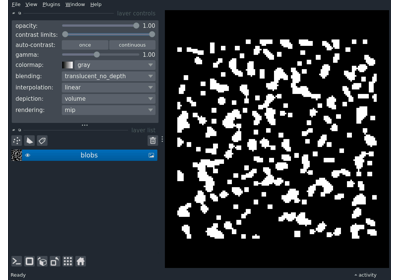 File View Plugins Window Help
layer controls
opacity: 1.00
contrast limits:
auto-contrast: once continuous
gamma: 1.00
colormap: gray
blending: translucent_no_depth
interpolation: linear
depiction: volume
rendering: mip
layer list
blobs
Ready activity